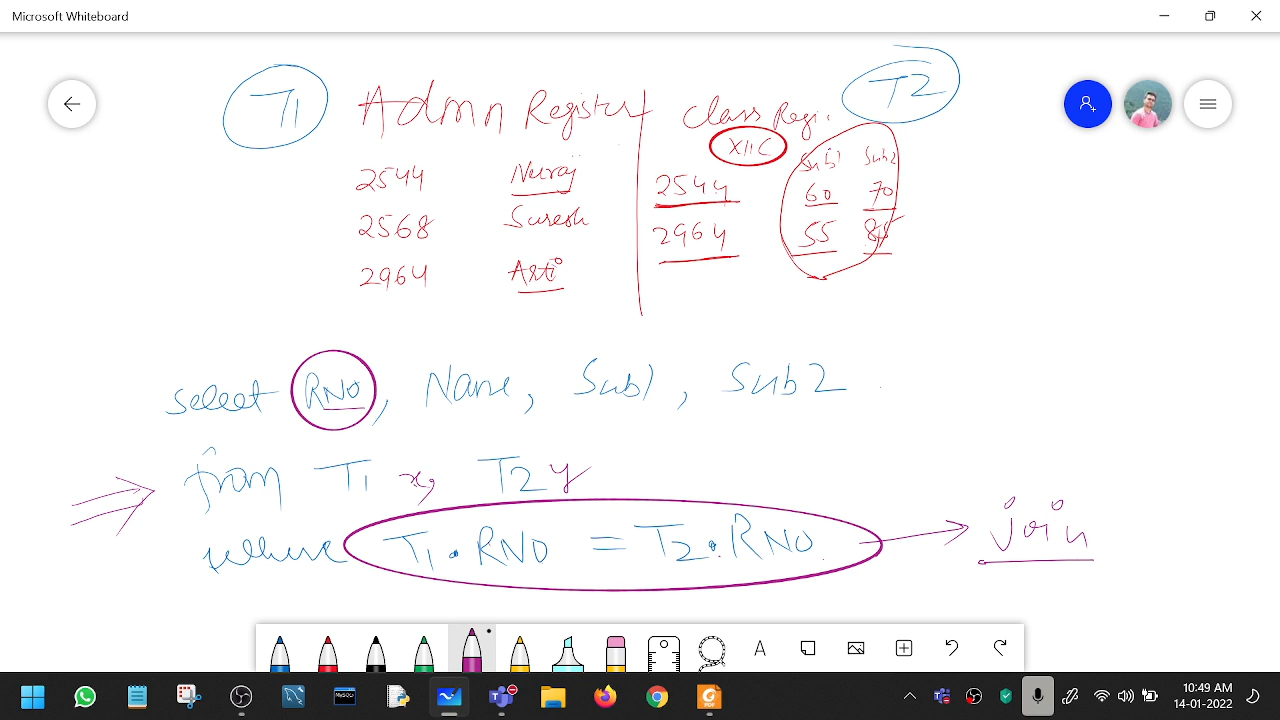 Microsoft Whiteboard
T1 Admn Register Class Regi. T2
XII C Sub1 Sub2
2544 Neeraj 2544 60 70
2568 Suresh 2964 55
2964 Arti
select RNO, Name, Sub1, Sub2
from T1 x, T2 y
where T1.RNO = T2.RNO join
A
MySQL
PDF
10:49 AM
14-01-2022